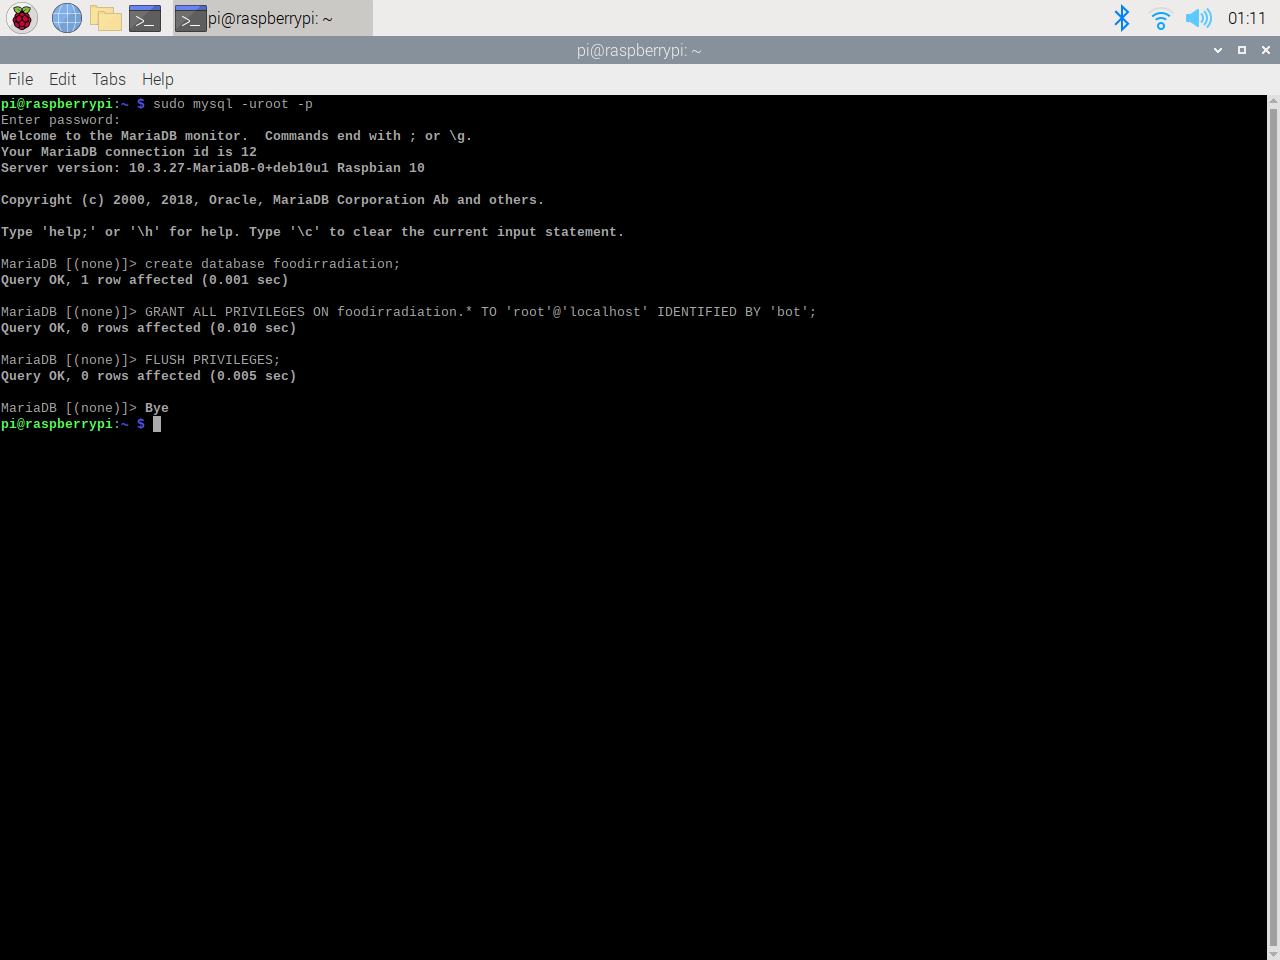 pi@raspberrypi: ~
01:11
pi@raspberrypi: ~
File Edit Tabs Help
pi@raspberrypi:~ $ sudo mysql -uroot -p
Enter password:
Welcome to the MariaDB monitor.  Commands end with ; or \g.
Your MariaDB connection id is 12
Server version: 10.3.27-MariaDB-0+deb10u1 Raspbian 10
Copyright (c) 2000, 2018, Oracle, MariaDB Corporation Ab and others.
Type 'help;' or '\h' for help. Type '\c' to clear the current input statement.
MariaDB [(none)]> create database foodirradiation;
Query OK, 1 row affected (0.001 sec)
MariaDB [(none)]> GRANT ALL PRIVILEGES ON foodirradiation.* TO 'root'@'localhost' IDENTIFIED BY 'bot';
Query OK, 0 rows affected (0.010 sec)
MariaDB [(none)]> FLUSH PRIVILEGES;
Query OK, 0 rows affected (0.005 sec)
MariaDB [(none)]> Bye
pi@raspberrypi:~ $